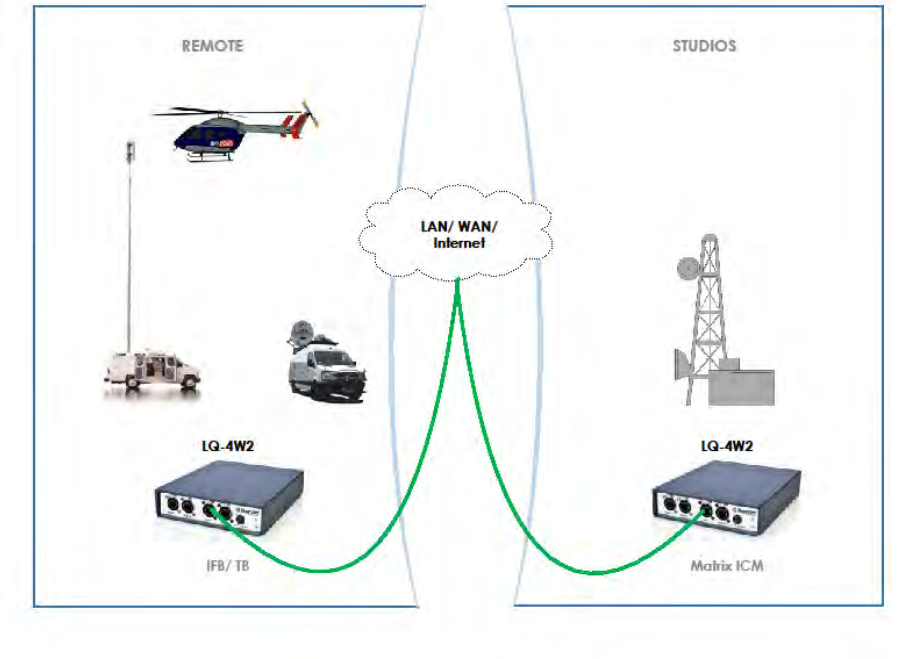 REMOTE
STUDIOS
LAN/ WAN/
Internet
LQ-4W2
LQ-4W2
IFB/ TB
Matrix ICM